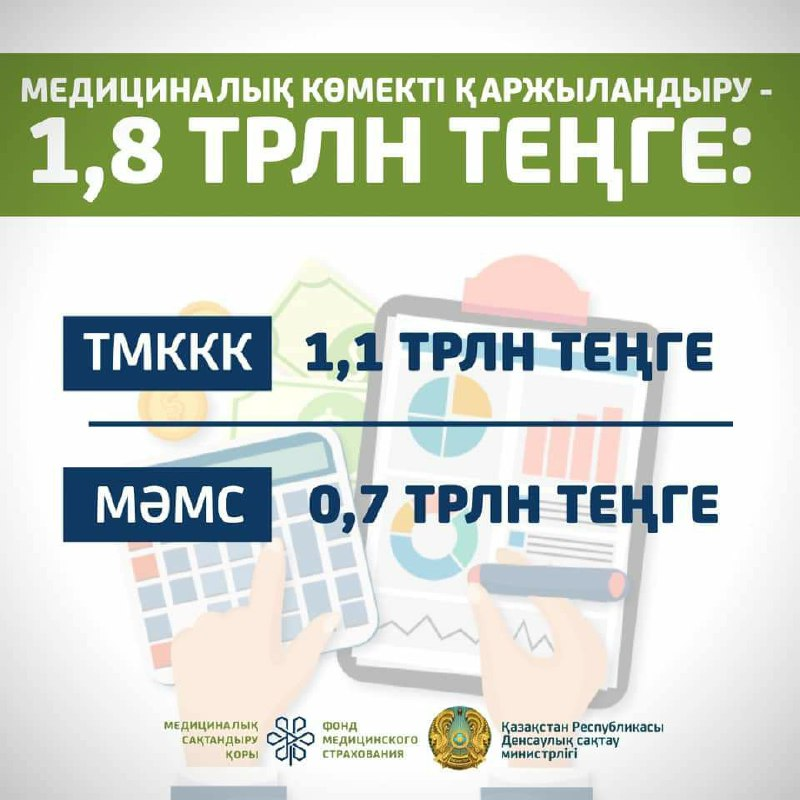 МЕДИЦИНАЛЫҚ КӨМЕКТІ ҚАРЖЫЛАНДЫРУ -
1,8 ТРЛН ТЕҢГЕ:
ТМККК 1,1 ТРЛН ТЕҢГЕ
МӘМС 0,7 ТРЛН ТЕҢГЕ
МЕДИЦИНАЛЫҚ
САҚТАНДЫРУ
ҚОРЫ
ФОНД
МЕДИЦИНСКОГО
СТРАХОВАНИЯ
Қазақстан Республикасы
Денсаулық сақтау
министрлігі